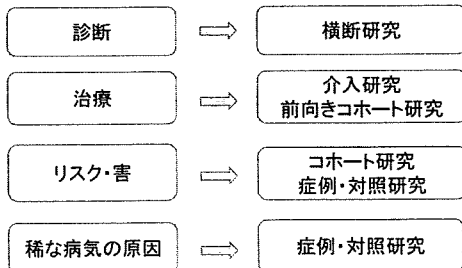 診断
横断研究
治療
介入研究
前向きコホート研究
リスク・害
コホート研究
症例・対照研究
稀な病気の原因
症例・対照研究